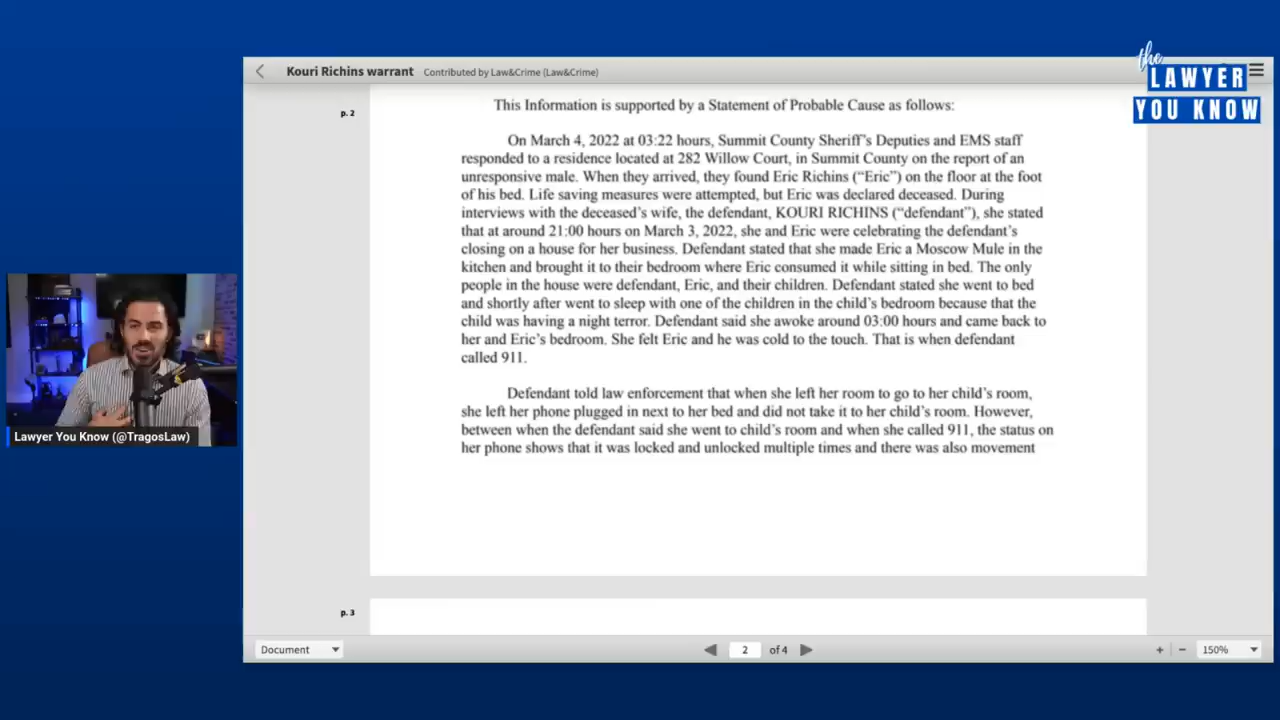 the
LAWYER
YOU KNOW
Kouri Richins warrant Contributed by Law&Crime (Law&Crime)
p. 2
This Information is supported by a Statement of Probable Cause as follows:
On March 4, 2022 at 03:22 hours, Summit County Sheriff's Deputies and EMS staff
responded to a residence located at 282 Willow Court, in Summit County on the report of an
unresponsive male. When they arrived, they found Eric Richins ("Eric") on the floor at the foot
of his bed. Life saving measures were attempted, but Eric was declared deceased. During
interviews with the deceased's wife, the defendant, KOURI RICHINS ("defendant"), she stated
that at around 21:00 hours on March 3, 2022, she and Eric were celebrating the defendant's
closing on a house for her business. Defendant stated that she made Eric a Moscow Mule in the
kitchen and brought it to their bedroom where Eric consumed it while sitting in bed. The only
people in the house were defendant, Eric, and their children. Defendant stated she went to bed
and shortly after went to sleep with one of the children in the child's bedroom because that the
child was having a night terror. Defendant said she awoke around 03:00 hours and came back to
her and Eric's bedroom. She felt Eric and he was cold to the touch. That is when defendant
called 911.
Defendant told law enforcement that when she left her room to go to her child's room,
she left her phone plugged in next to her bed and did not take it to her child's room. However,
between when the defendant said she went to child's room and when she called 911, the status on
her phone shows that it was locked and unlocked multiple times and there was also movement
Lawyer You Know (@TragosLaw)
p. 3
Document
2 of 4
+ − 150%